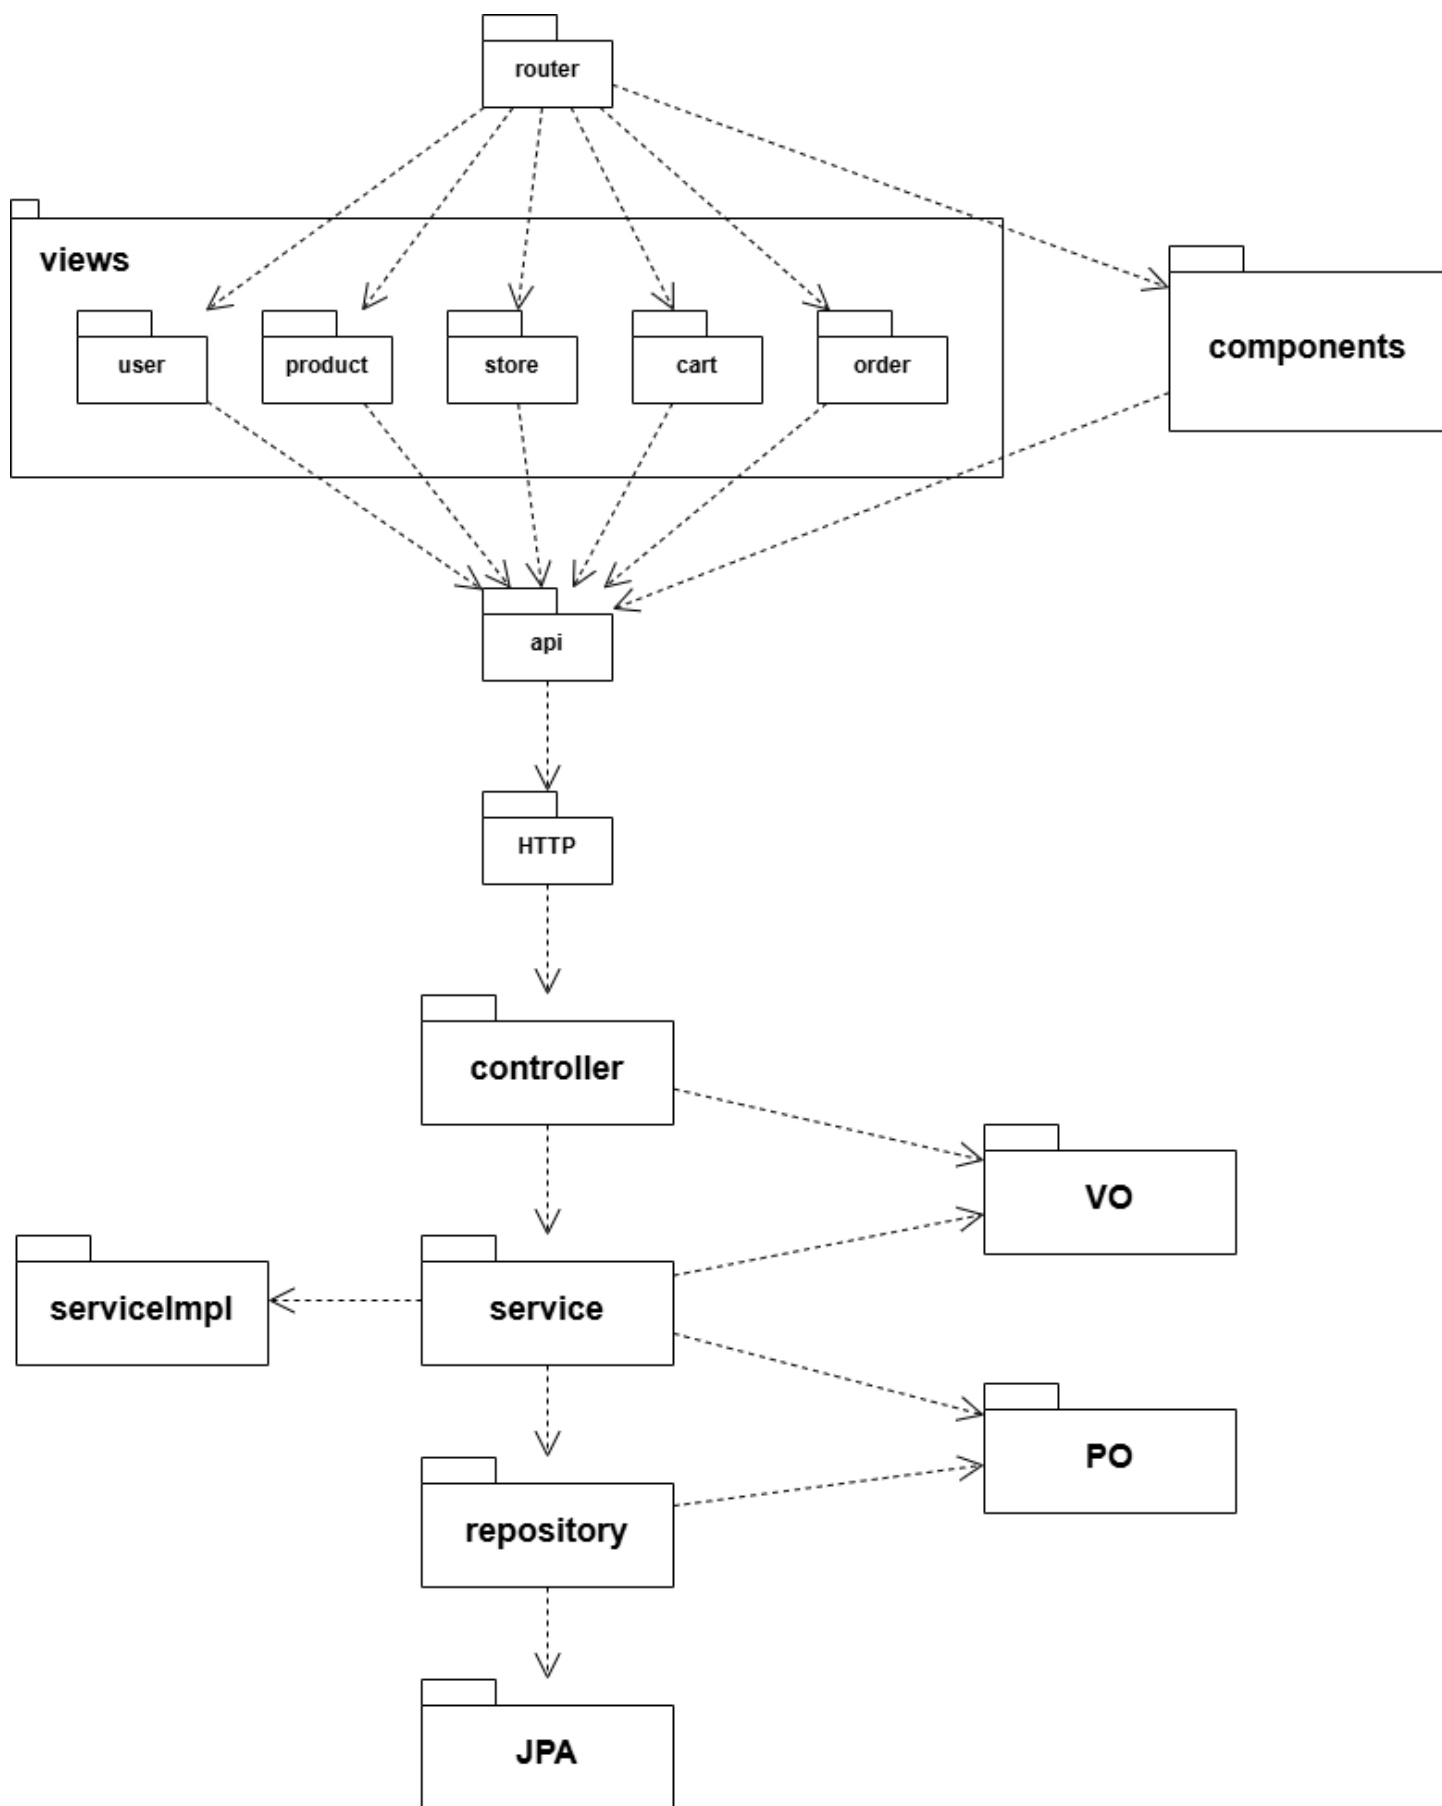 router
views
user
product
store
cart
order
components
api
HTTP
controller
VO
serviceImpl
service
PO
repository
JPA